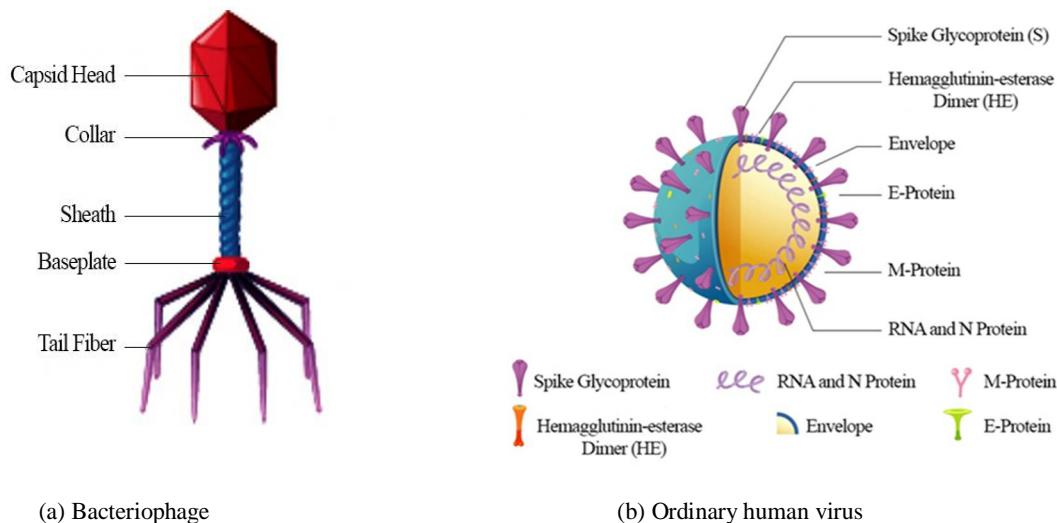 Capsid Head
Collar
Sheath
Baseplate
Tail Fiber
Spike Glycoprotein (S)
Hemagglutinin-esterase
Dimer (HE)
Envelope
E-Protein
M-Protein
RNA and N Protein
Spike Glycoprotein
RNA and N Protein
M-Protein
Hemagglutinin-esterase
Dimer (HE)
Envelope
E-Protein
(a) Bacteriophage
(b) Ordinary human virus